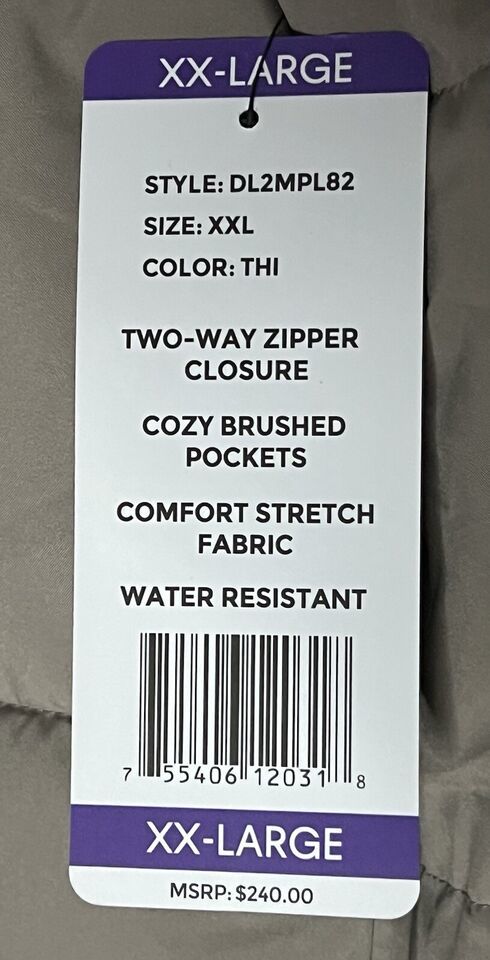 XX-LARGE
STYLE: DL2MPL82
SIZE: XXL
COLOR: THI
TWO-WAY ZIPPER
CLOSURE
COZY BRUSHED
POCKETS
COMFORT STRETCH
FABRIC
WATER RESISTANT
7 55406 12031 8
XX-LARGE
MSRP: $240.00